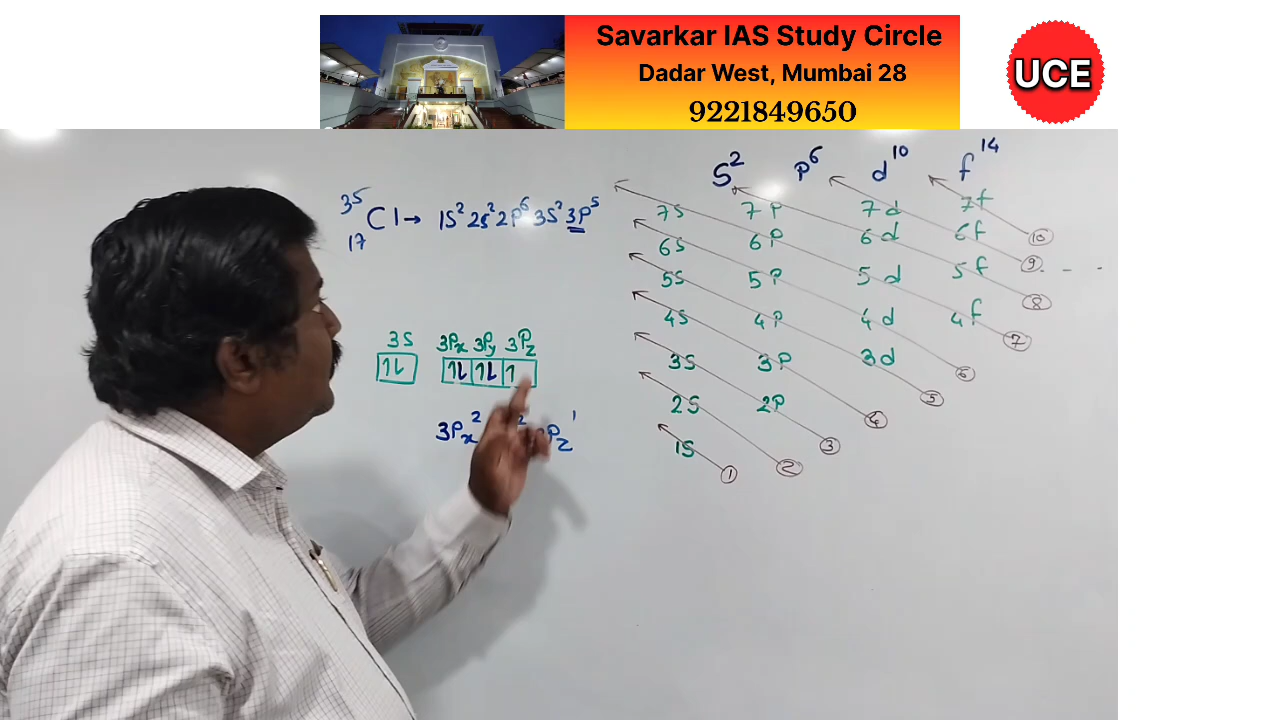 Savarkar IAS Study Circle
Dadar West, Mumbai 28
9221849650
UCE
³⁵₁₇Cl → 1S² 2S² 2P⁶ 3S² 3P⁵
3S 3Px 3Py 3Pz
1L 1L 1L 1
3Px² ² Pz¹
S² P⁶ d¹⁰ f¹⁴
7S 7P 7d 7f
6S 6P 6d 6f
5S 5P 5d 5f . - -
4S 4P 4d 4f
3S 3P 3d
2S 2P
1S
1 2 3 4 5 6 7 8 9 10